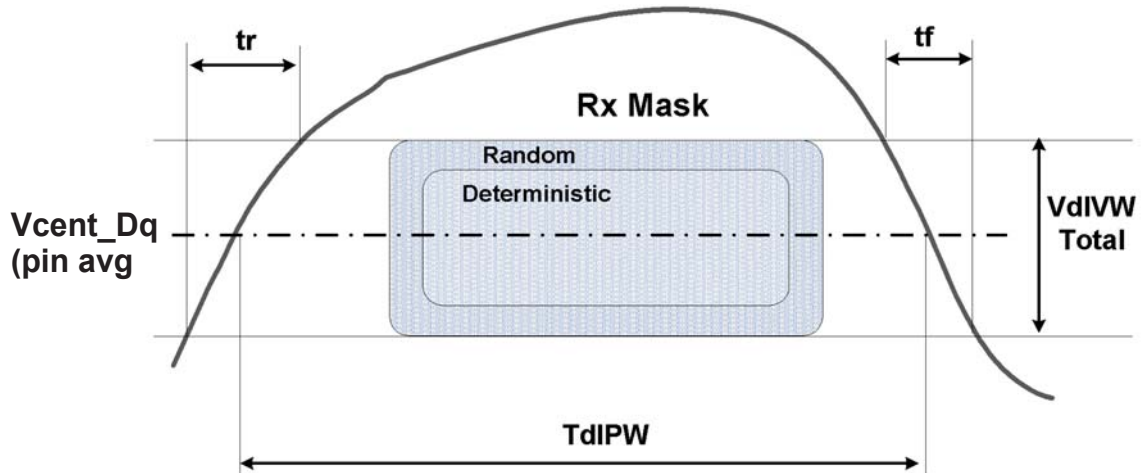 tr
tf
Rx Mask
Random
Deterministic
Vcent_Dq
(pin avg
VdIVW
Total
TdIPW